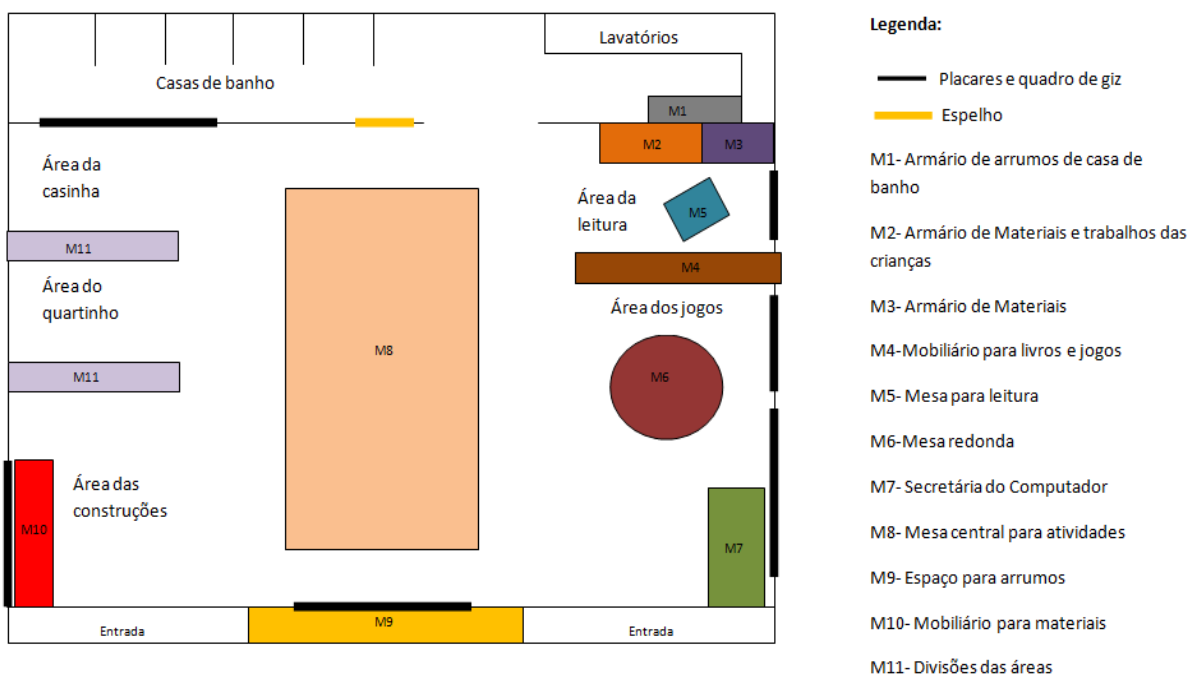 Lavatórios
Casas de banho
M1
M2
M3
Área da
casinha
Área da
leitura
M5
M11
M4
Área do
quartinho
Área dos jogos
M8
M6
M11
Área das
construções
M10
M7
Entrada
M9
Entrada
Legenda:
Placares e quadro de giz
Espelho
M1- Armário de arrumos de casa de
banho
M2- Armário de Materiais e trabalhos das
crianças
M3- Armário de Materiais
M4-Mobiliário para livros e jogos
M5- Mesa para leitura
M6-Mesa redonda
M7- Secretária do Computador
M8- Mesa central para atividades
M9- Espaço para arrumos
M10- Mobiliário para materiais
M11- Divisões das áreas